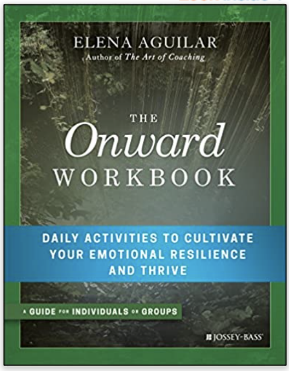 ELENA AGUILAR
Author of The Art of Coaching
THE
Onward
WORKBOOK
DAILY ACTIVITIES TO CULTIVATE
YOUR EMOTIONAL RESILIENCE
AND THRIVE
A GUIDE FOR INDIVIDUALS OR GROUPS
JOSSEY-BASS